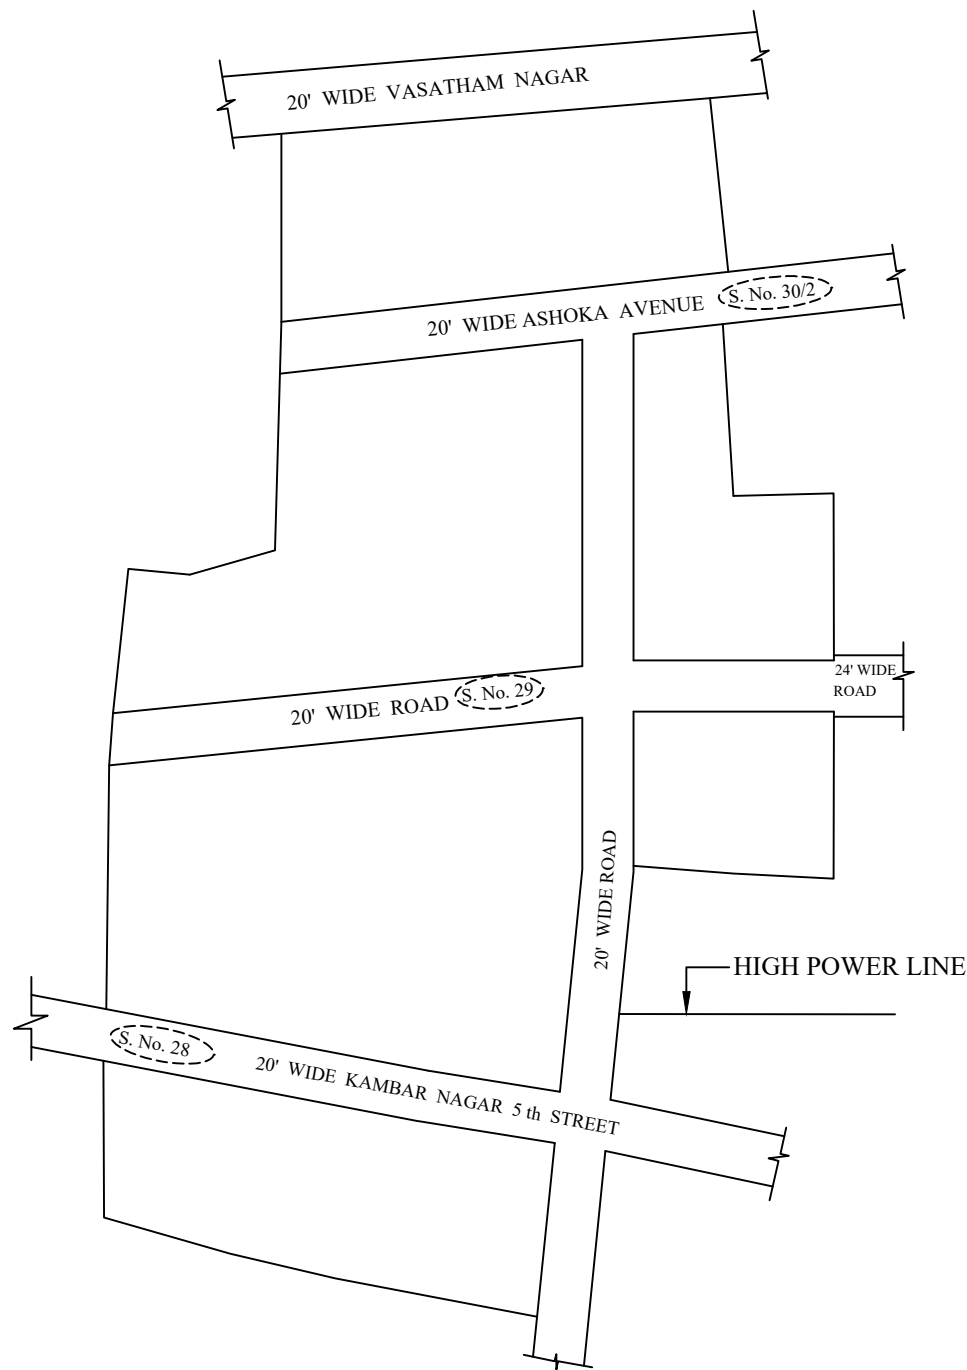 20' WIDE VASATHAM NAGAR
20' WIDE ASHOKA AVENUE
S. No. 30/2
24' WIDE
ROAD
20' WIDE ROAD
S. No. 29
20' WIDE ROAD
HIGH POWER LINE
S. No. 28
20' WIDE KAMBAR NAGAR 5 th STREET